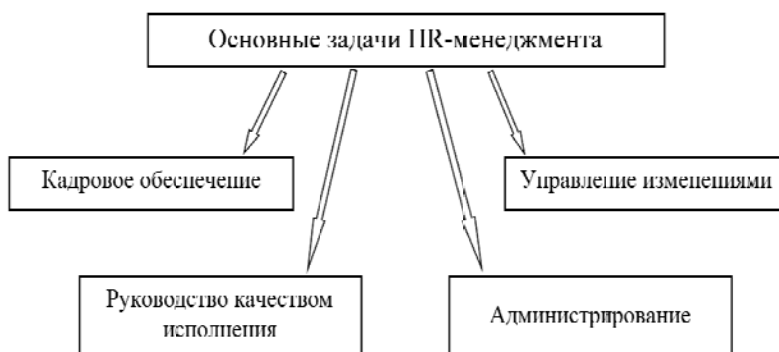 Основные задачи HR-менеджмента
Кадровое обеспечение
Управление изменениями
Руководство качеством
исполнения
Администрирование